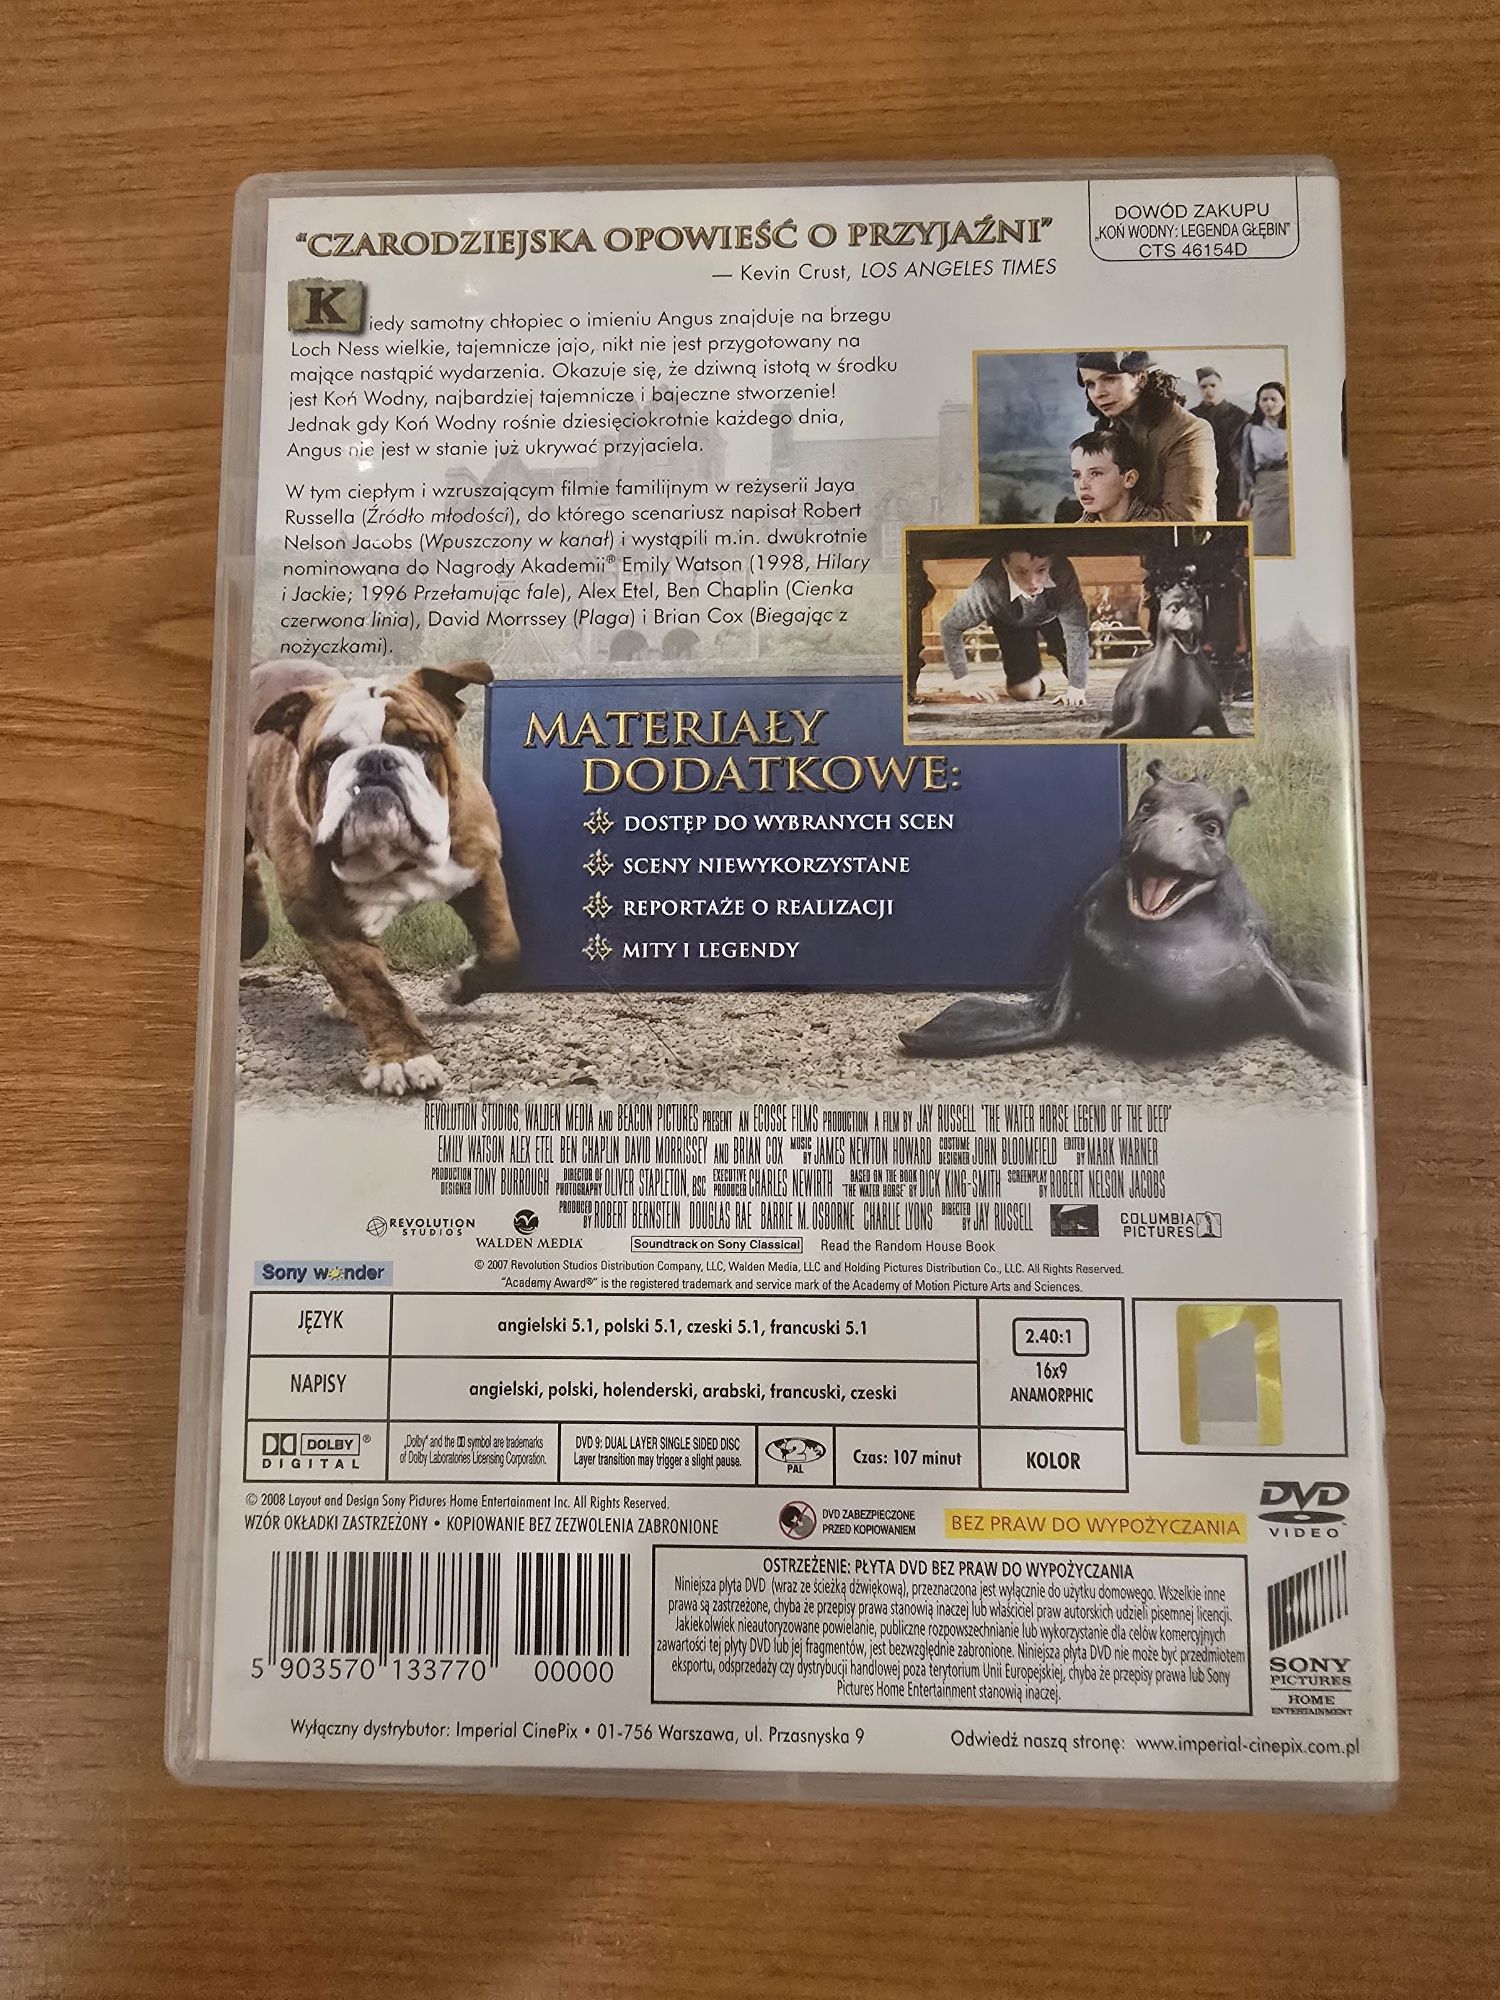 "CZARODZIEJSKA OPOWIEŚĆ O PRZYJAŹNI"
— Kevin Crust, LOS ANGELES TIMES
DOWÓD ZAKUPU
„KOŃ WODNY: LEGENDA GŁĘBIN"
CTS 46154D
Kiedy samotny chłopiec o imieniu Angus znajduje na brzegu
Loch Ness wielkie, tajemnicze jajo, nikt nie jest przygotowany na
mające nastąpić wydarzenia. Okazuje się, że dziwną istotą w środku
jest Koń Wodny, najbardziej tajemnicze i bajeczne stworzenie!
Jednak gdy Koń Wodny rośnie dziesięciokrotnie każdego dnia,
Angus nie jest w stanie już ukrywać przyjaciela.
W tym ciepłym i wzruszającym filmie familijnym w reżyserii Jaya
Russella (Źródło młodości), do którego scenariusz napisał Robert
Nelson Jacobs (Wpuszczony w kanał) i wystąpili m.in. dwukrotnie
nominowana do Nagrody Akademii® Emily Watson (1998, Hilary
i Jackie; 1996 Przełamując fale), Alex Etel, Ben Chaplin (Cienka
czerwona linia), David Morrssey (Plaga) i Brian Cox (Biegając z
nożyczkami).
MATERIAŁY
DODATKOWE:
DOSTĘP DO WYBRANYCH SCEN
SCENY NIEWYKORZYSTANE
REPORTAŻE O REALIZACJI
MITY I LEGENDY
REVOLUTION STUDIOS, WALDEN MEDIA AND BEACON PICTURES PRESENT AN ECOSSE FILMS PRODUCTION A FILM BY JAY RUSSELL "THE WATER HORSE LEGEND OF THE DEEP"
EMILY WATSON ALEX ETEL BEN CHAPLIN DAVID MORRISSEY AND BRIAN COX MUSIC BY JAMES NEWTON HOWARD COSTUME DESIGNER JOHN BLOOMFIELD EDITED BY MARK WARNER
PRODUCTION DESIGNER TONY BURROUGH DIRECTOR OF PHOTOGRAPHY OLIVER STAPLETON, BSC EXECUTIVE PRODUCER CHARLES NEWIRTH BASED ON THE BOOK "THE WATER HORSE" BY DICK KING-SMITH SCREENPLAY BY ROBERT NELSON JACOBS
PRODUCED BY ROBERT BERNSTEIN DOUGLAS RAE BARRIE M. OSBORNE CHARLIE LYONS DIRECTED BY JAY RUSSELL
REVOLUTION
STUDIOS
WALDEN MEDIA
COLUMBIA
PICTURES
Soundtrack on Sony Classical Read the Random House Book
© 2007 Revolution Studios Distribution Company, LLC, Walden Media, LLC and Holding Pictures Distribution Co., LLC. All Rights Reserved.
"Academy Award®" is the registered trademark and service mark of the Academy of Motion Picture Arts and Sciences.
Sony wonder
JĘZYK
angielski 5.1, polski 5.1, czeski 5.1, francuski 5.1
2.40:1
16x9
ANAMORPHIC
NAPISY
angielski, polski, holenderski, arabski, francuski, czeski
DOLBY®
DIGITAL
„Dolby" and the DD symbol are trademarks
of Dolby Laboratories Licensing Corporation.
DVD 9: DUAL LAYER SINGLE SIDED DISC
Layer transition may trigger a slight pause.
2
PAL
Czas: 107 minut
KOLOR
© 2008 Layout and Design Sony Pictures Home Entertainment Inc. All Rights Reserved.
WZÓR OKŁADKI ZASTRZEŻONY • KOPIOWANIE BEZ ZEZWOLENIA ZABRONIONE
DVD ZABEZPIECZONE
PRZED KOPIOWANIEM
BEZ PRAW DO WYPOŻYCZANIA
DVD
VIDEO™
OSTRZEŻENIE: PŁYTA DVD BEZ PRAW DO WYPOŻYCZANIA
Niniejsza płyta DVD (wraz ze ścieżką dźwiękową), przeznaczona jest wyłącznie do użytku domowego. Wszelkie inne
prawa są zastrzeżone, chyba że przepisy prawa stanowią inaczej lub właściciel praw autorskich udzieli pisemnej licencji.
Jakiekolwiek nieautoryzowane powielanie, publiczne rozpowszechnianie lub wykorzystanie dla celów komercyjnych
zawartości tej płyty DVD lub jej fragmentów, jest bezwzględnie zabronione. Niniejsza płyta DVD nie może być przedmiotem
eksportu, odsprzedaży czy dystrybucji handlowej poza terytorium Unii Europejskiej, chyba że przepisy prawa lub Sony
Pictures Home Entertainment stanowią inaczej.
5 903570 133770 00000
SONY
PICTURES
HOME
ENTERTAINMENT
Wyłączny dystrybutor: Imperial CinePix • 01-756 Warszawa, ul. Przasnyska 9
Odwiedź naszą stronę: www.imperial-cinepix.com.pl